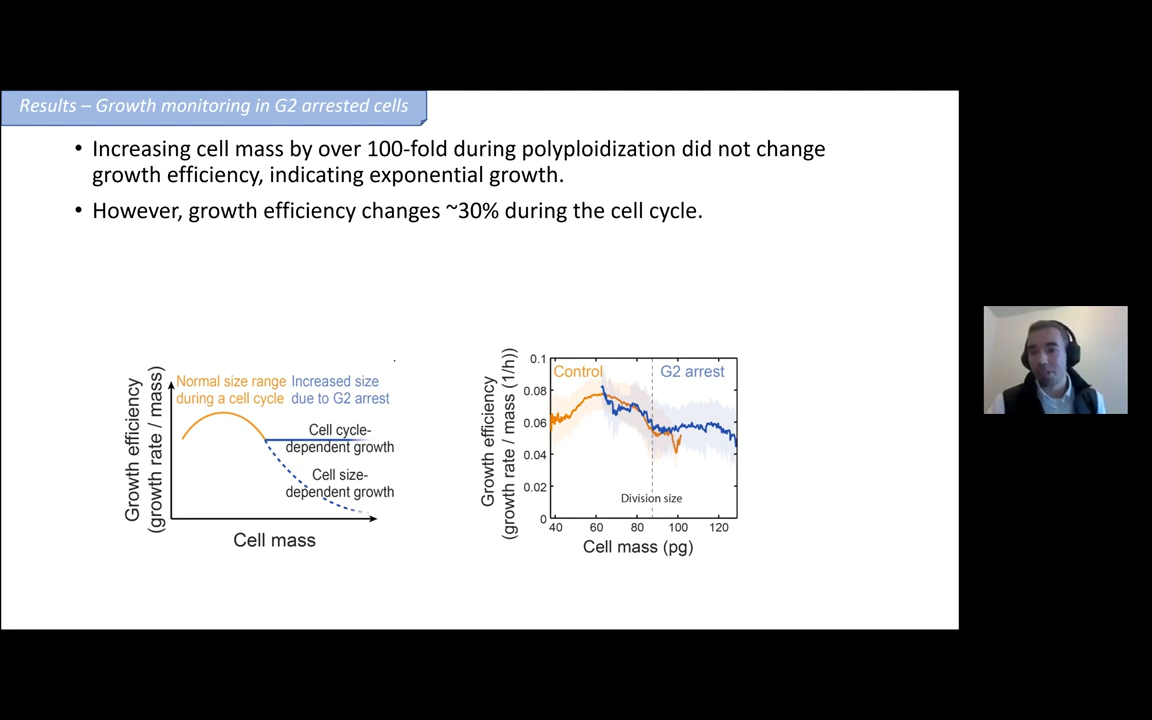 Results – Growth monitoring in G2 arrested cells
• Increasing cell mass by over 100-fold during polyploidization did not change
growth efficiency, indicating exponential growth.
• However, growth efficiency changes ~30% during the cell cycle.
Growth efficiency
(growth rate / mass)
Normal size range
during a cell cycle
Increased size
due to G2 arrest
Cell cycle-
dependent growth
Cell size-
dependent growth
Cell mass
Growth efficiency
(growth rate / mass (1/h))
0.1
0.08
0.06
0.04
0.02
0
Control
G2 arrest
Division size
40 60 80 100 120
Cell mass (pg)